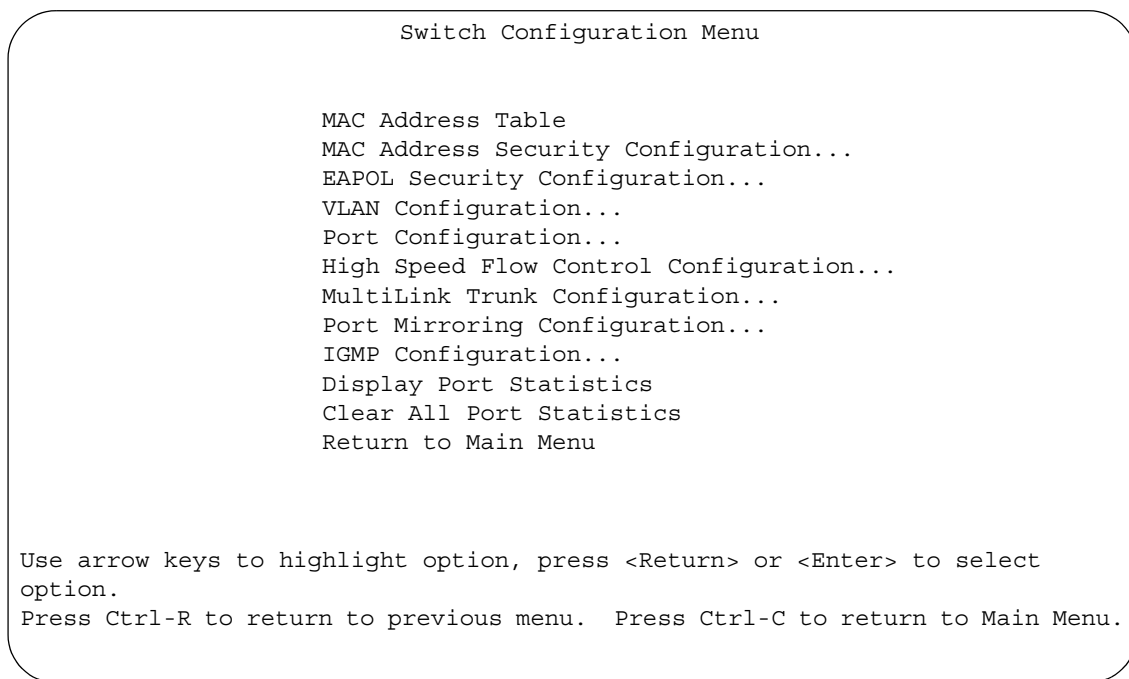 Switch Configuration Menu
MAC Address Table
MAC Address Security Configuration...
EAPOL Security Configuration...
VLAN Configuration...
Port Configuration...
High Speed Flow Control Configuration...
MultiLink Trunk Configuration...
Port Mirroring Configuration...
IGMP Configuration...
Display Port Statistics
Clear All Port Statistics
Return to Main Menu
Use arrow keys to highlight option, press <Return> or <Enter> to select
option.
Press Ctrl-R to return to previous menu.  Press Ctrl-C to return to Main Menu.